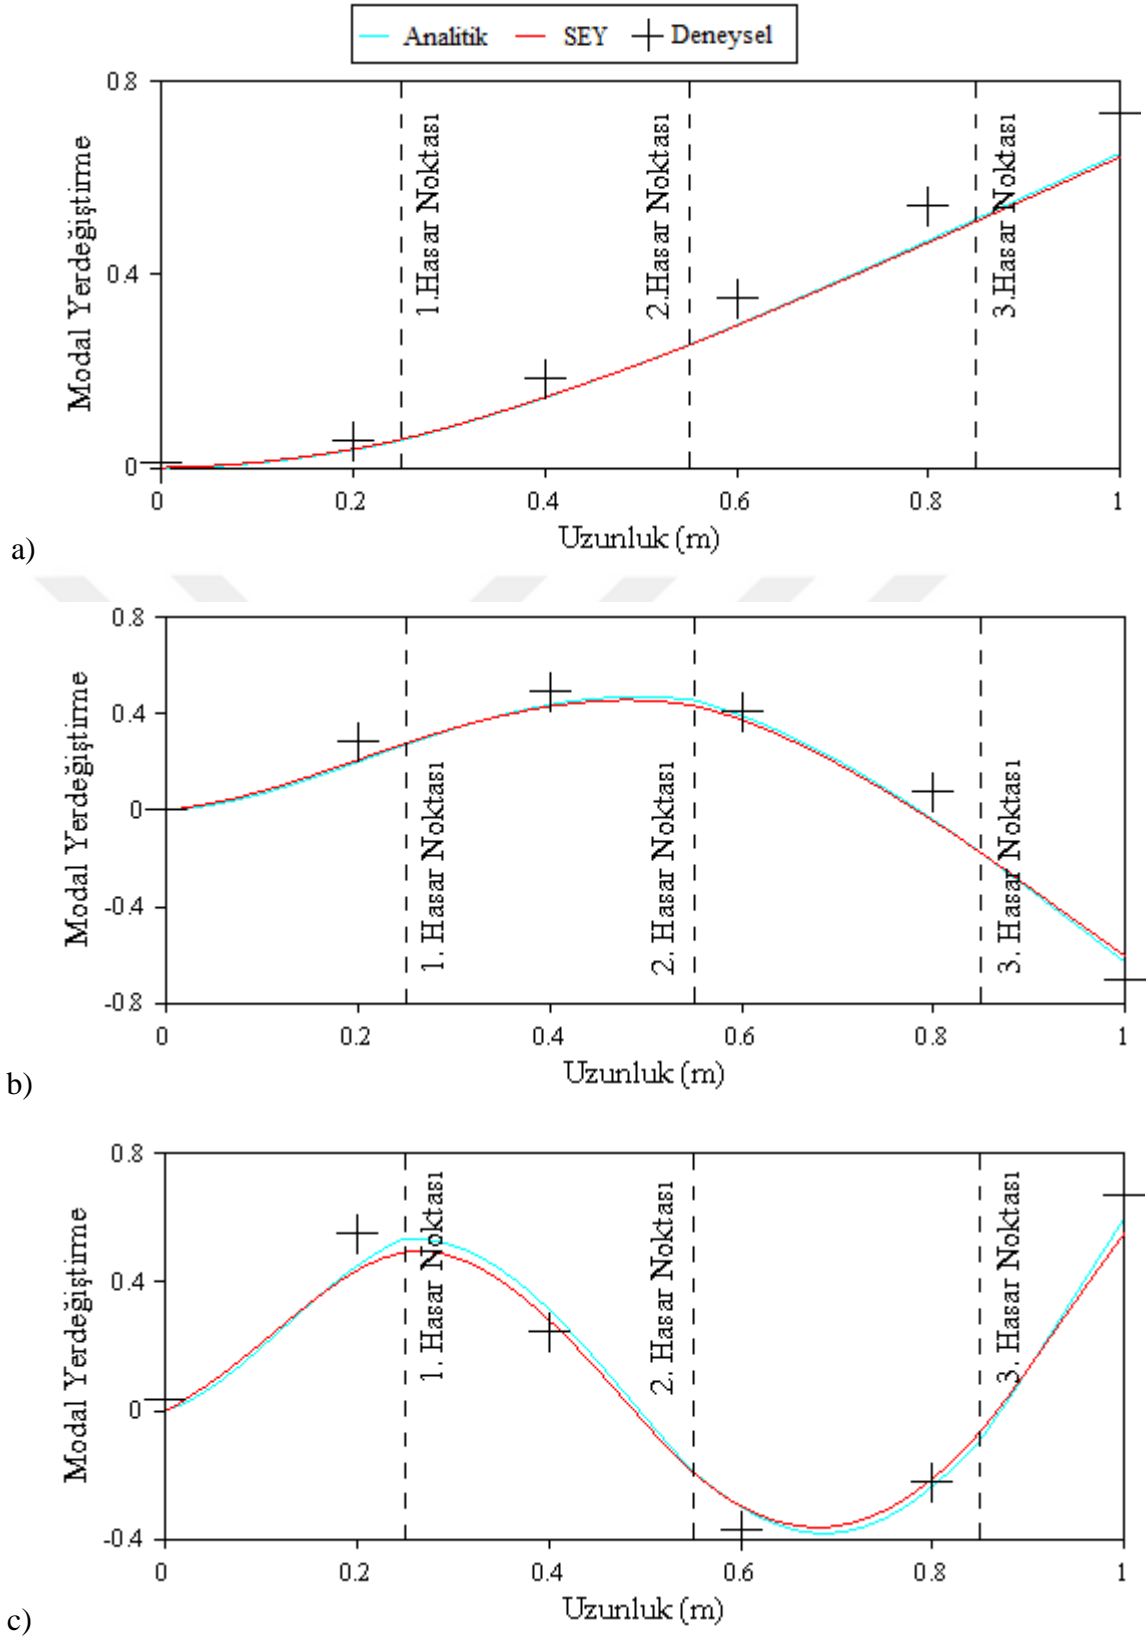 Analitik SEY Deneysel
0.8
0.4
0
Modal Yerdeğiştirme
1.Hasar Noktası
2.Hasar Noktası
3.Hasar Noktası
0 0.2 0.4 0.6 0.8 1
Uzunluk (m)
a)
0.8
0.4
0
-0.4
-0.8
Modal Yerdeğiştirme
1. Hasar Noktası
2. Hasar Noktası
3. Hasar Noktası
0 0.2 0.4 0.6 0.8 1
Uzunluk (m)
b)
0.8
0.4
0
-0.4
Modal Yerdeğiştirme
1. Hasar Noktası
2. Hasar Noktası
3. Hasar Noktası
0 0.2 0.4 0.6 0.8 1
Uzunluk (m)
c)